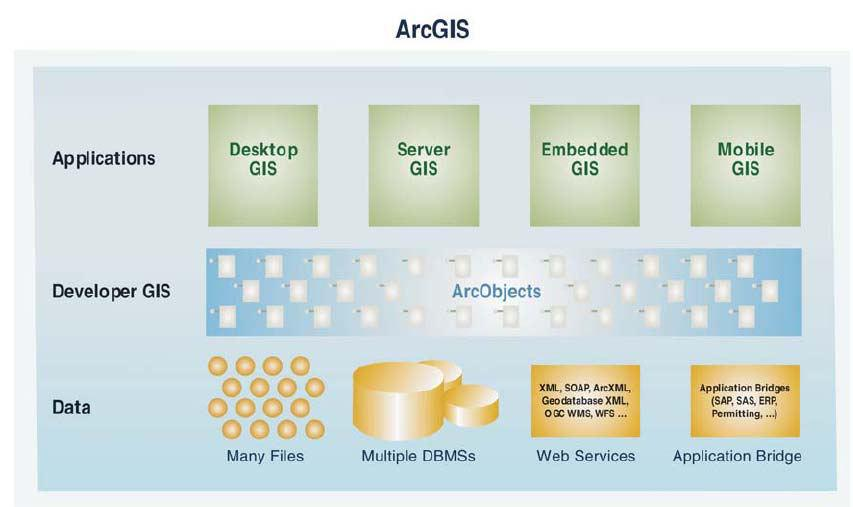 ArcGIS
Applications
Desktop
GIS
Server
GIS
Embedded
GIS
Mobile
GIS
Developer GIS
ArcObjects
Data
XML, SOAP, ArcXML,
Geodatabase XML,
OGC WMS, WFS ...
Application Bridges
(SAP, SAS, ERP,
Permitting, ...)
Many Files
Multiple DBMSs
Web Services
Application Bridge